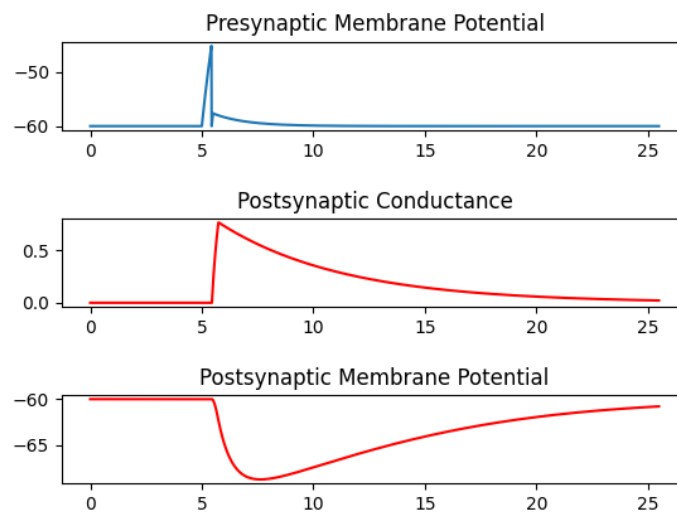 Presynaptic Membrane Potential
−50
−60
0 5 10 15 20 25
Postsynaptic Conductance
0.5
0.0
0 5 10 15 20 25
Postsynaptic Membrane Potential
−60
−65
0 5 10 15 20 25